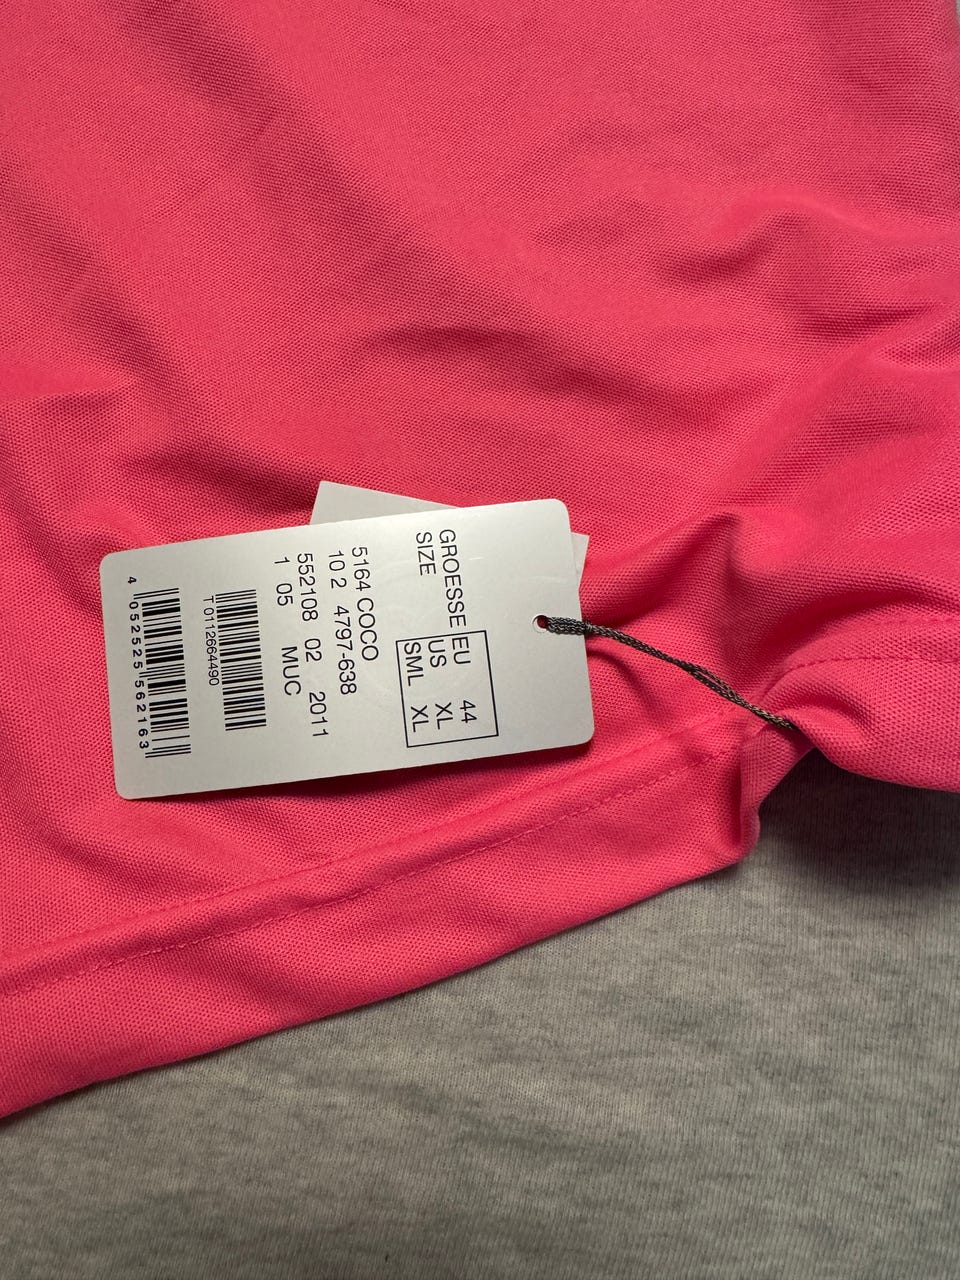 GROESSE EU 44
SIZE US XL
SML XL
5164 COCO
10 2 4797-638
552108 02 2011
1 05 MUC
T 0112664490
4 052525 562163